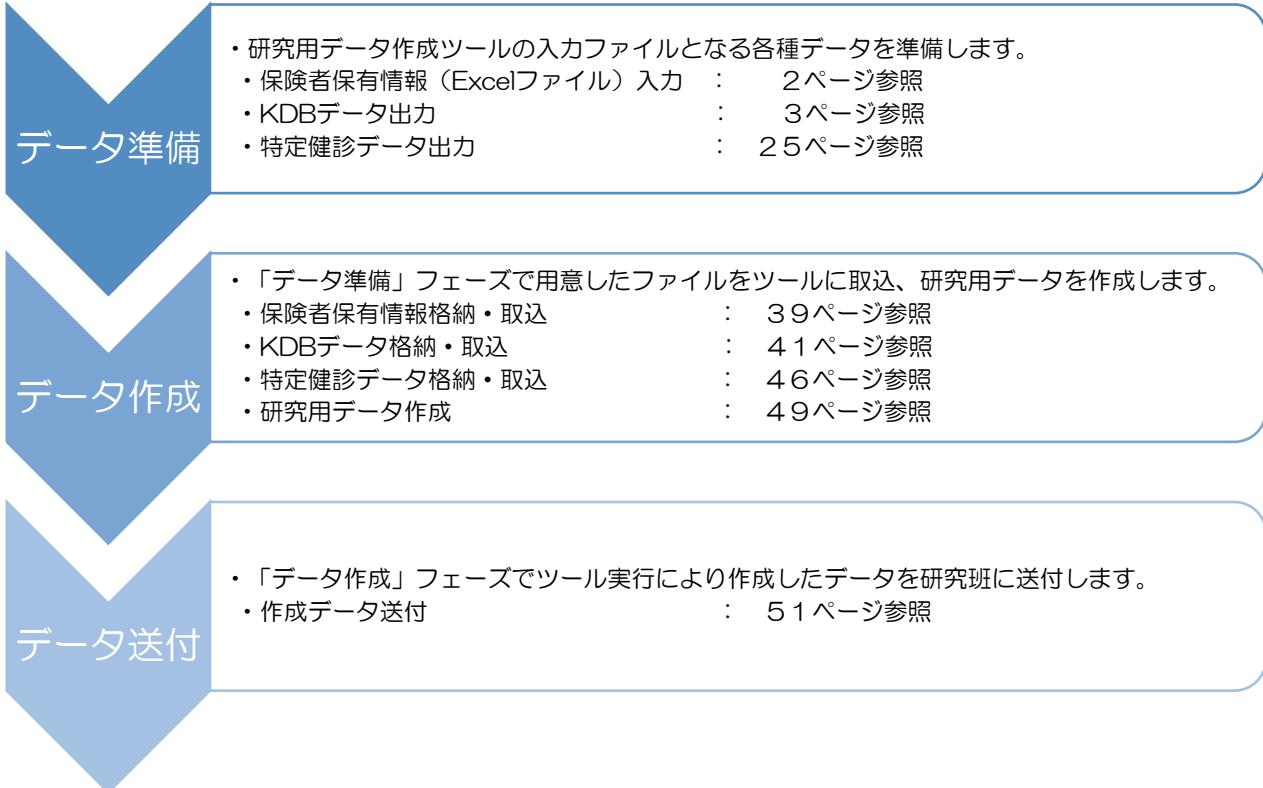 データ準備
・研究用データ作成ツールの入力ファイルとなる各種データを準備します。
・保険者保有情報（Excelファイル）入力　：　２ページ参照
・KDBデータ出力　：　３ページ参照
・特定健診データ出力　：　２５ページ参照
データ作成
・「データ準備」フェーズで用意したファイルをツールに取込、研究用データを作成します。
・保険者保有情報格納・取込　：　３９ページ参照
・KDBデータ格納・取込　：　４１ページ参照
・特定健診データ格納・取込　：　４６ページ参照
・研究用データ作成　：　４９ページ参照
データ送付
・「データ作成」フェーズでツール実行により作成したデータを研究班に送付します。
・作成データ送付　：　５１ページ参照